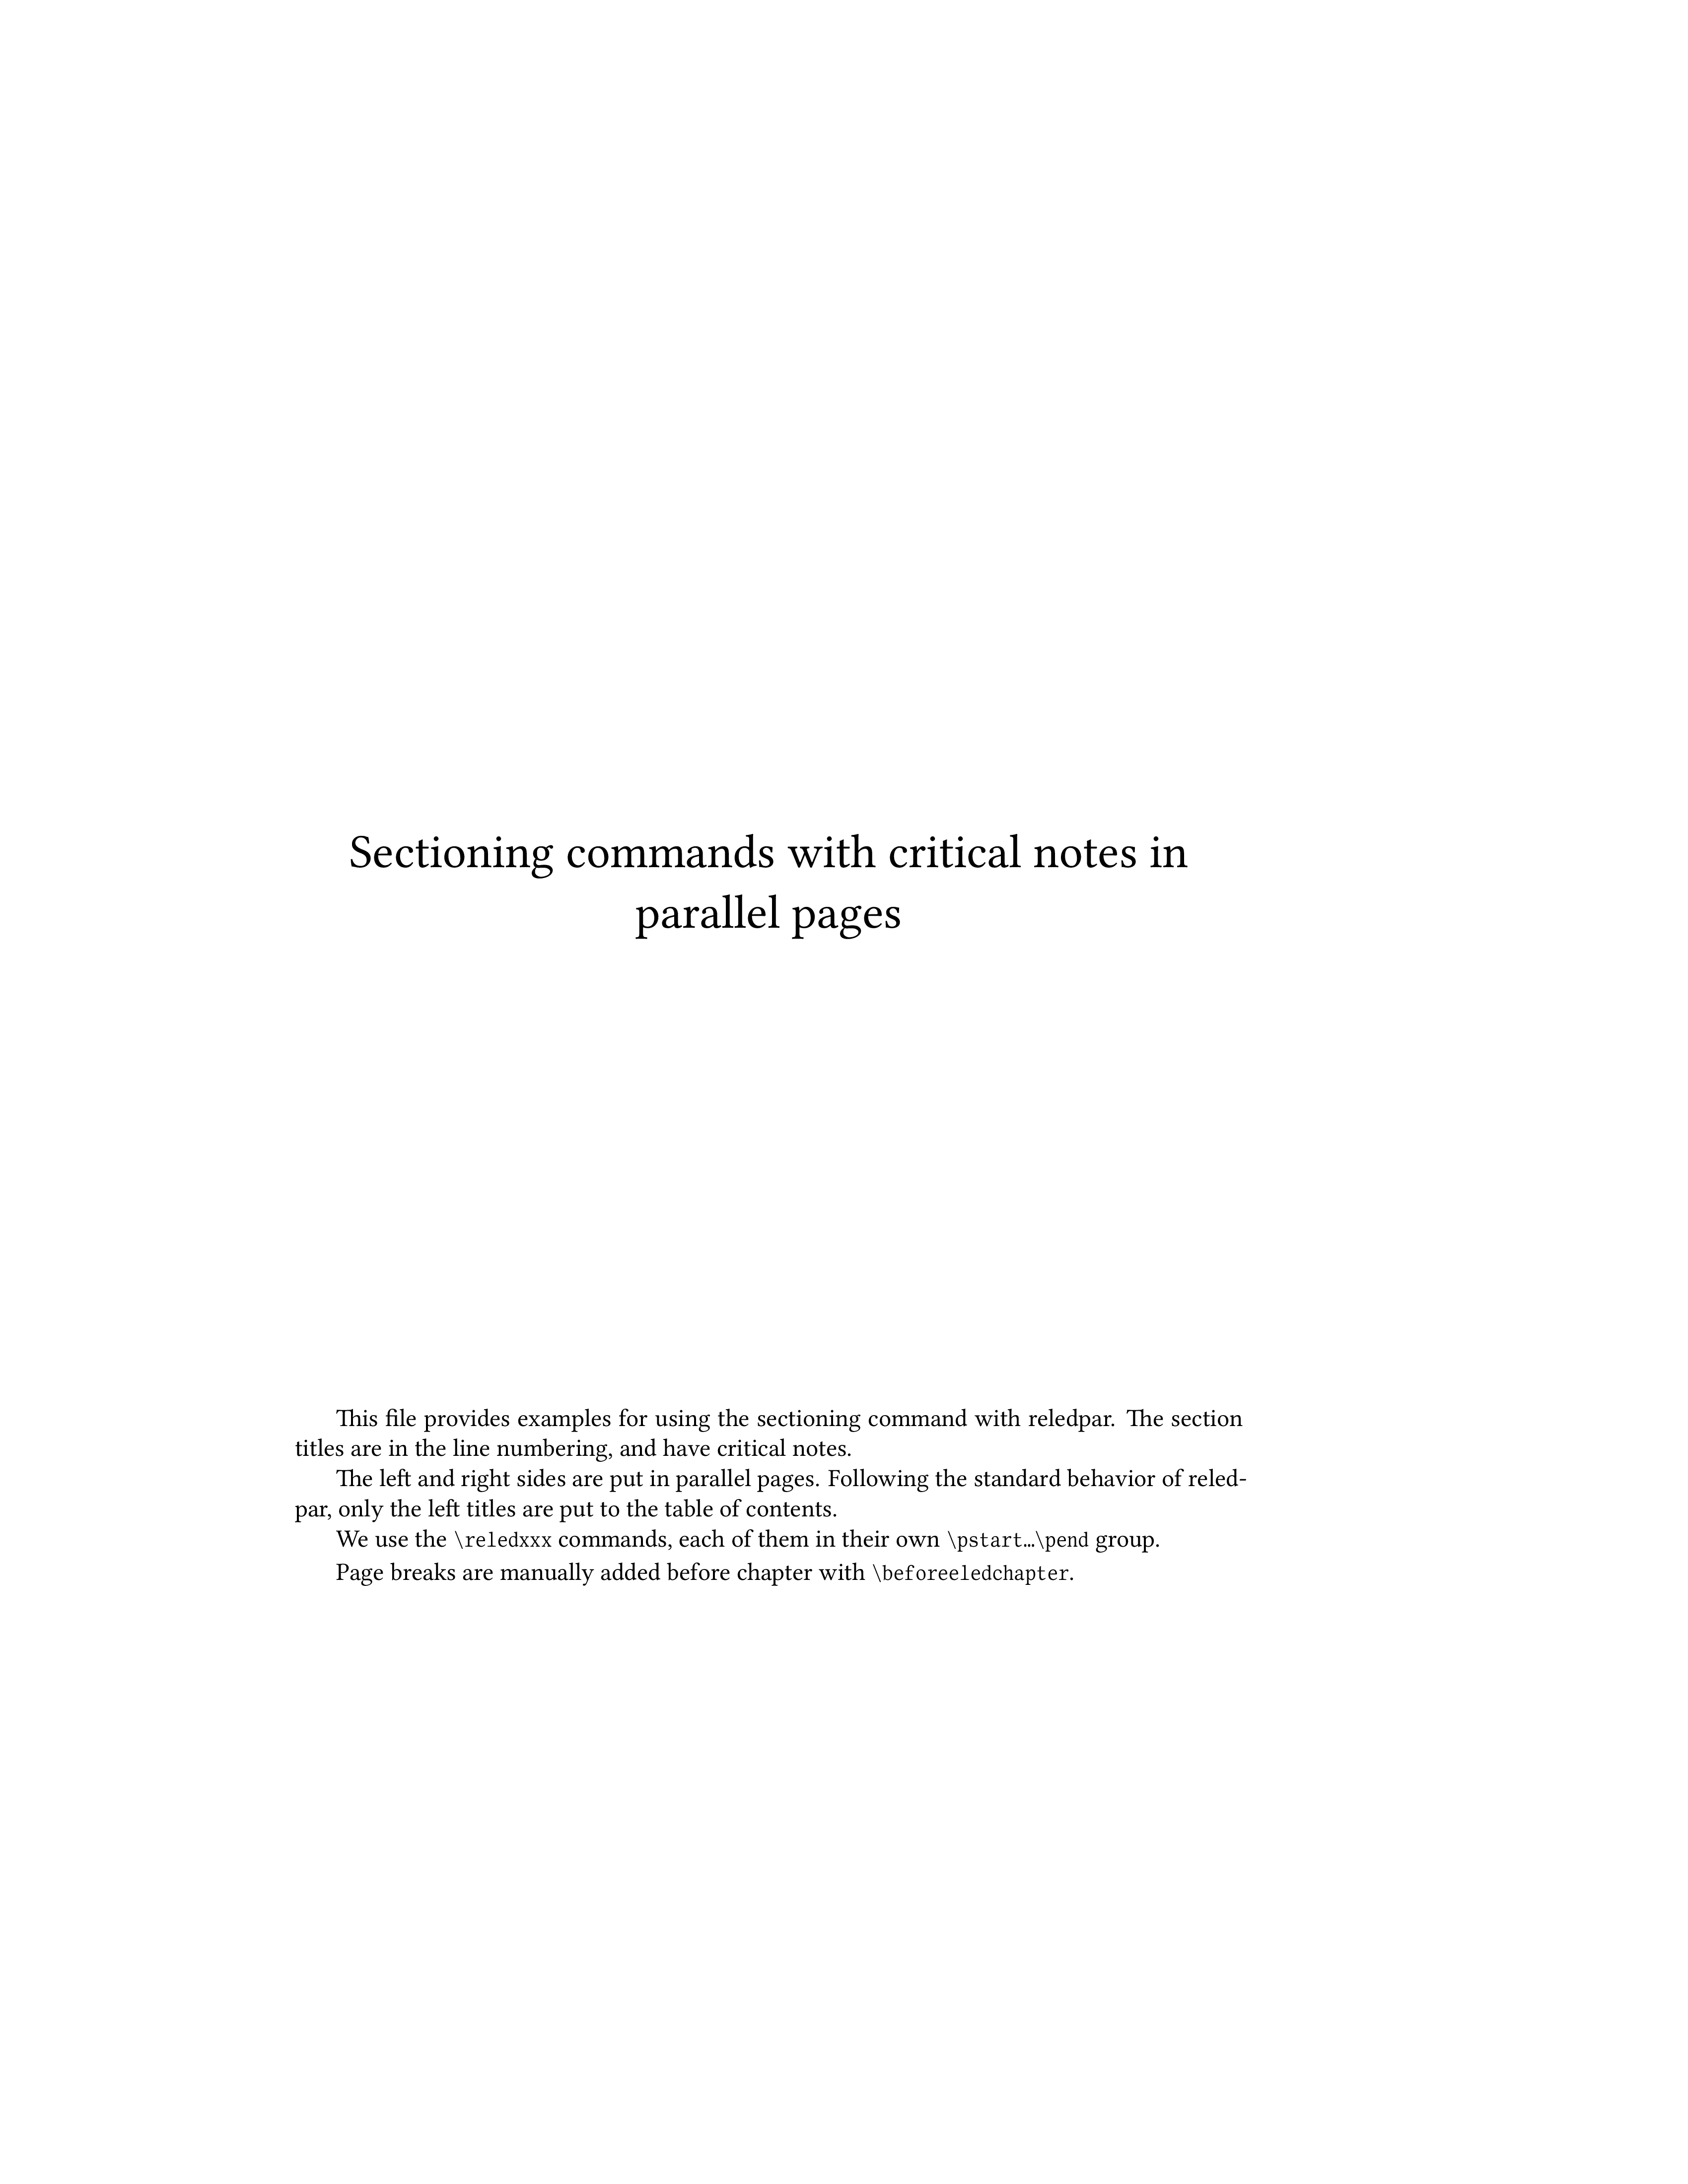 Sectioning commands with critical notes in
parallel pages
This file provides examples for using the sectioning command with reledpar. The section
titles are in the line numbering, and have critical notes.
The left and right sides are put in parallel pages. Following the standard behavior of reled-
par, only the left titles are put to the table of contents.
We use the \reledxxx commands, each of them in their own \pstart…\pend group.
Page breaks are manually added before chapter with \beforeeledchapter.